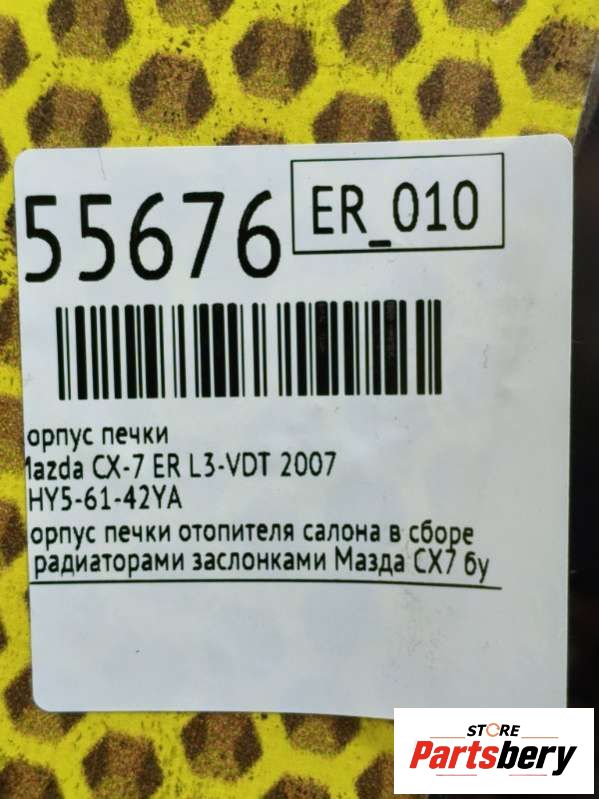 55676
ER_010
орпус печки
Mazda CX-7 ER L3-VDT 2007
HY5-61-42YA
орпус печки отопителя салона в сборе
радиаторами заслонками Мазда СХ7 бу
STORE
Partsbery